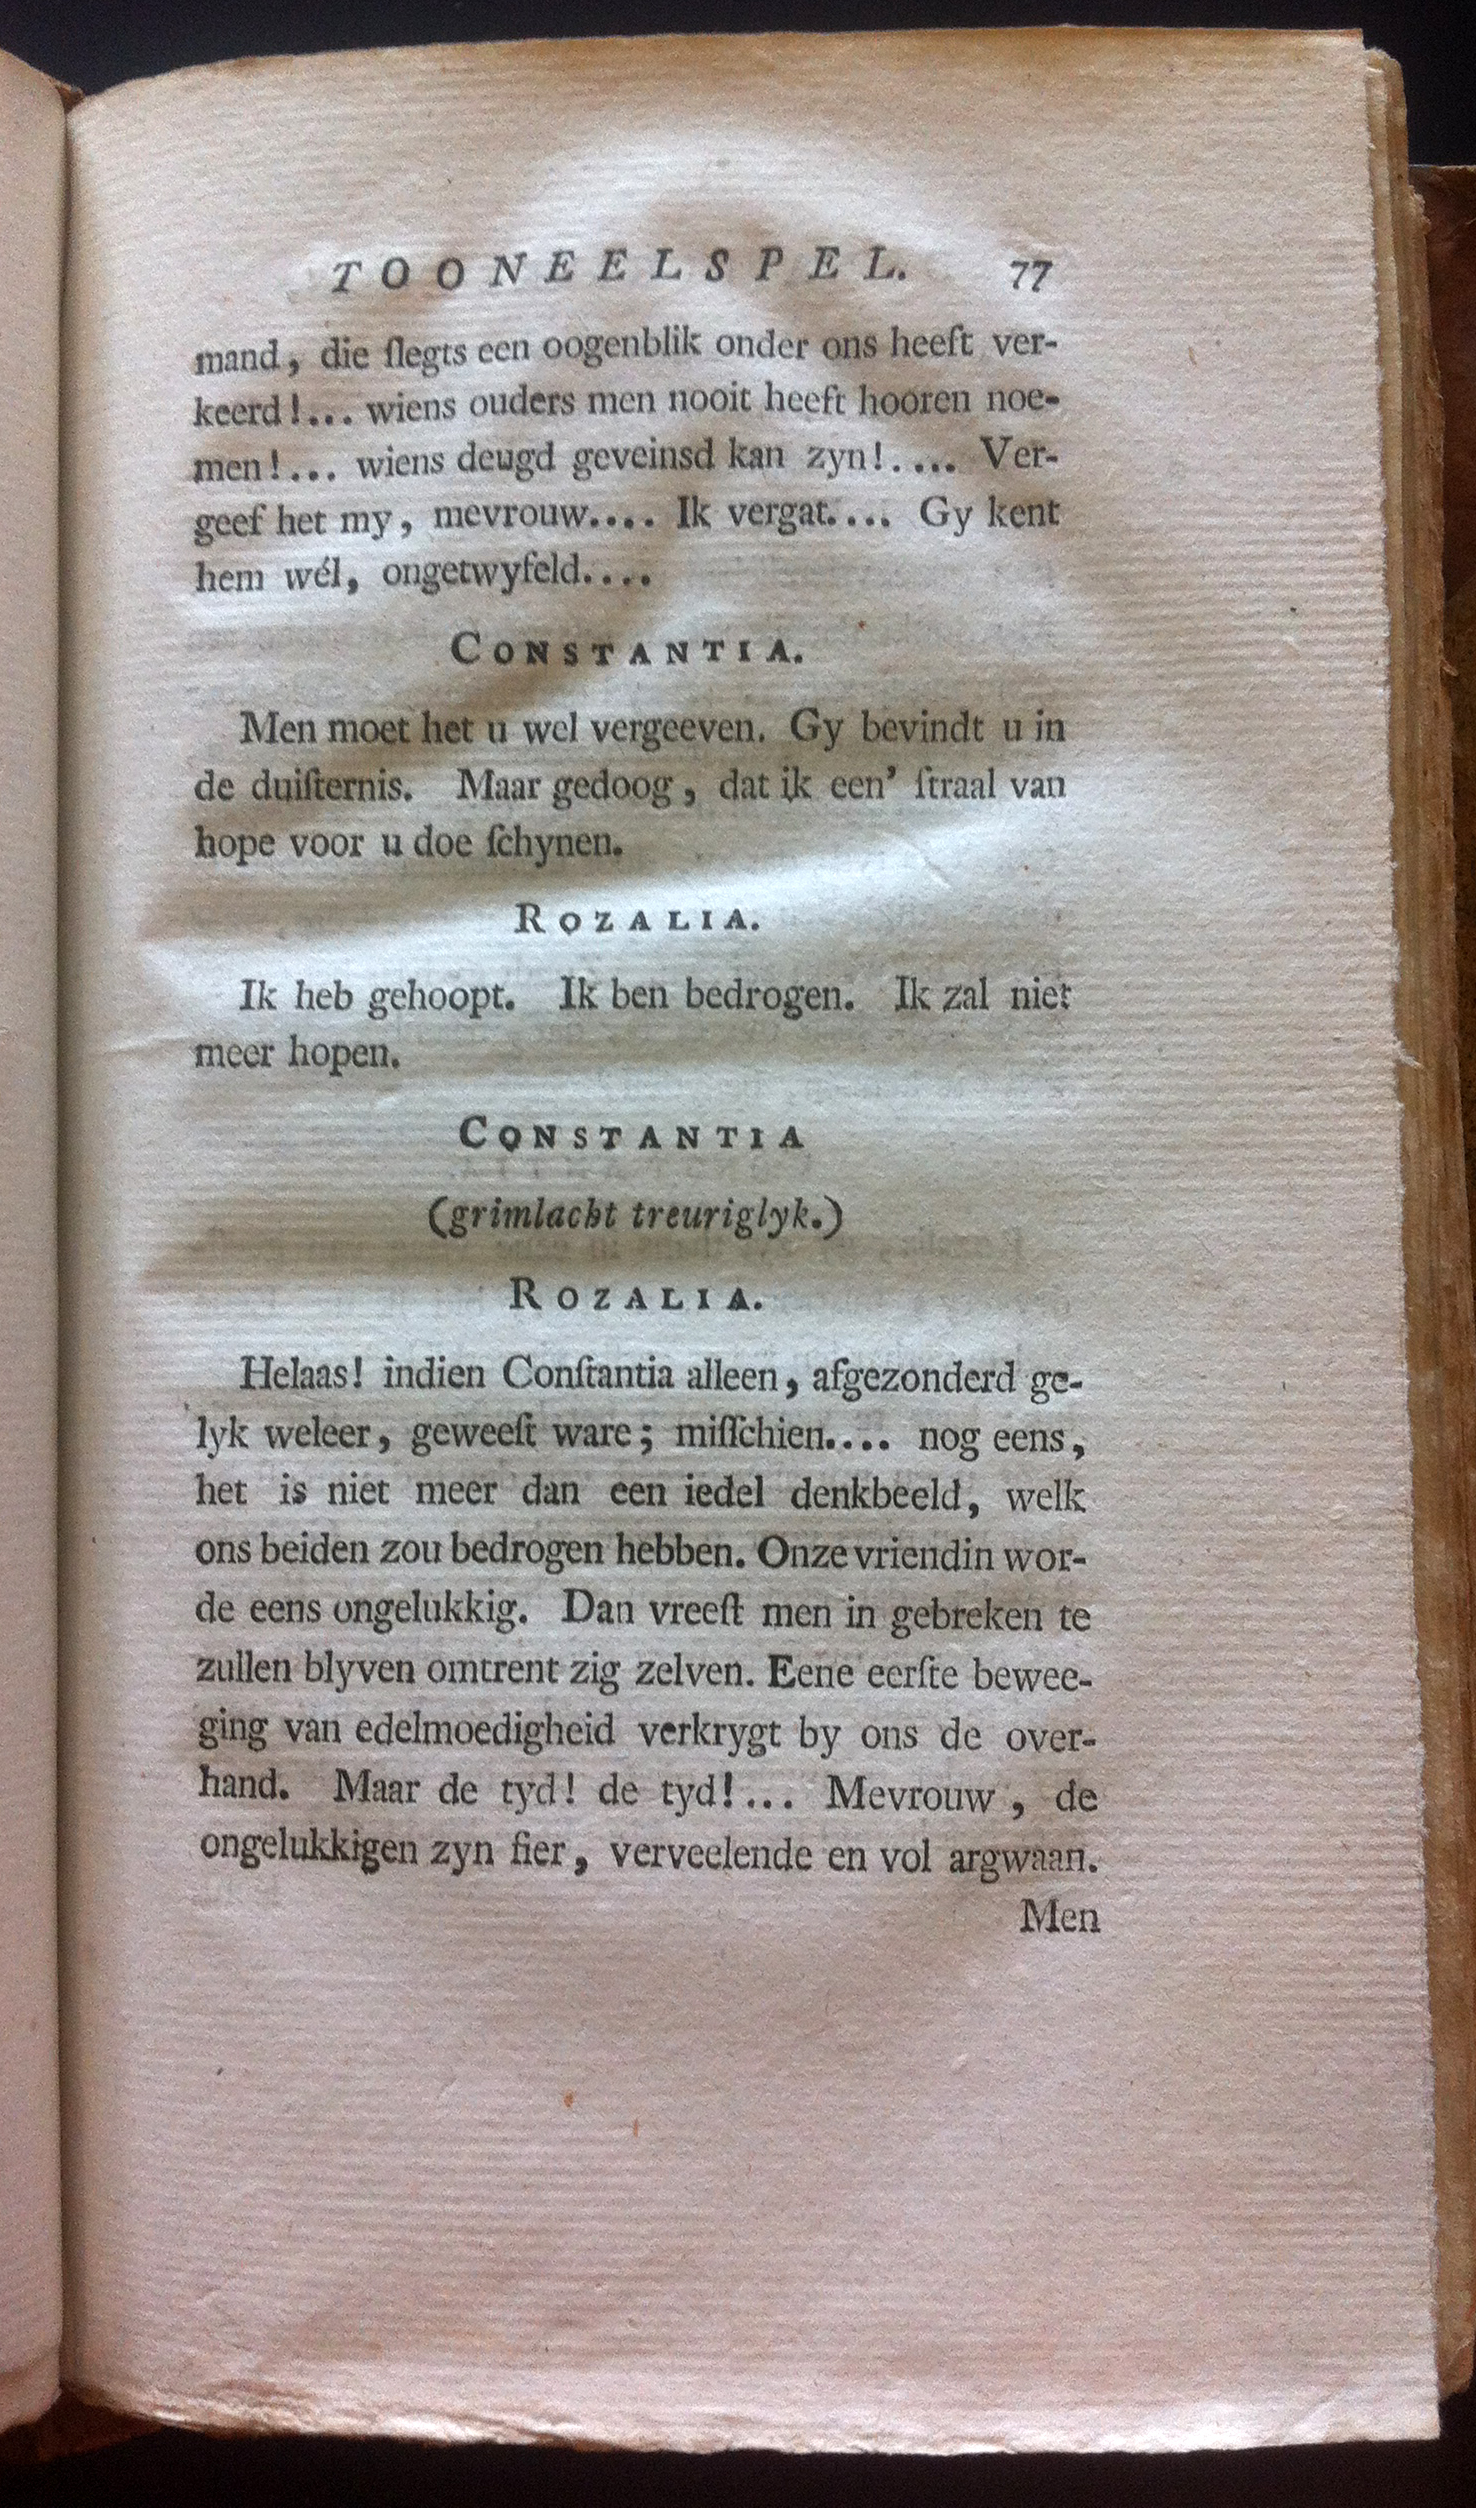 TOONEELSPEL. 77
mand, die ſlegts een oogenblik onder ons heeft ver-
keerd!... wiens ouders men nooit heeft hooren noe-
men!... wiens deugd geveinsd kan zyn!.... Ver-
geef het my, mevrouw.... Ik vergat.... Gy kent
hem wél, ongetwyfeld....
CONSTANTIA.
Men moet het u wel vergeeven. Gy bevindt u in
de duiſternis. Maar gedoog, dat ik een' ſtraal van
hope voor u doe ſchynen.
ROZALIA.
Ik heb gehoopt. Ik ben bedrogen. Ik zal niet
meer hopen.
CONSTANTIA
(grimlacht treuriglyk.)
ROZALIA.
Helaas! indien Conſtantia alleen, afgezonderd ge-
lyk weleer, geweeſt ware; miſſchien.... nog eens,
het is niet meer dan een iedel denkbeeld, welk
ons beiden zou bedrogen hebben. Onze vriendin wor-
de eens ongelukkig. Dan vreeſt men in gebreken te
zullen blyven omtrent zig zelven. Eene eerſte bewee-
ging van edelmoedigheid verkrygt by ons de over-
hand. Maar de tyd! de tyd!... Mevrouw, de
ongelukkigen zyn fier, verveelende en vol argwaan.
Men